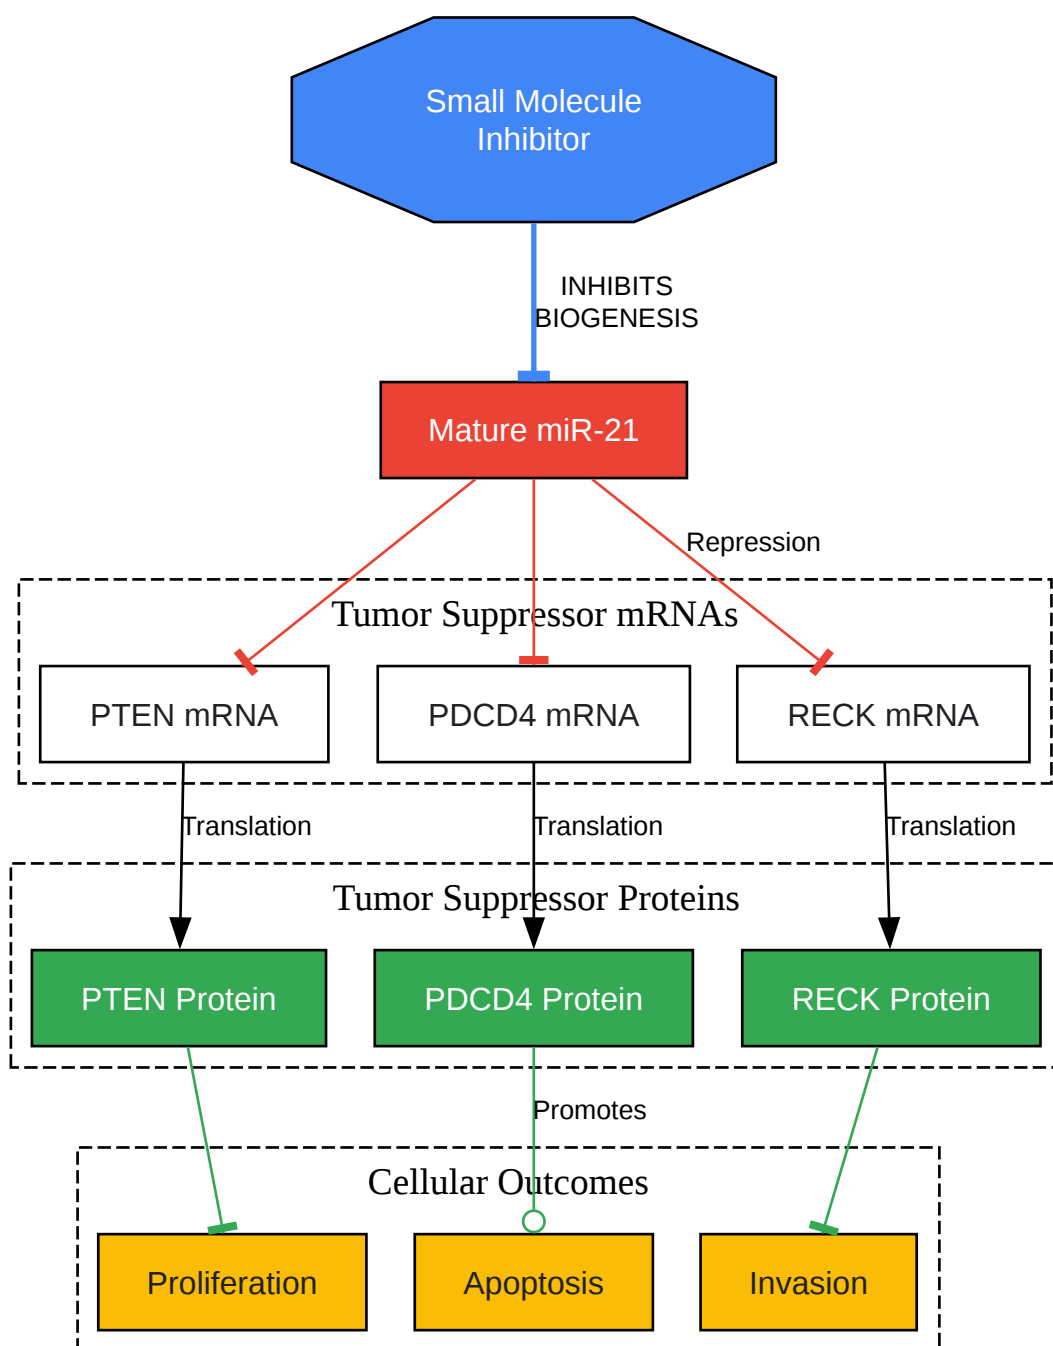 Small Molecule
Inhibitor
INHIBITS
BIOGENESIS
Mature miR-21
Repression
Tumor Suppressor mRNAs
PTEN mRNA
PDCD4 mRNA
RECK mRNA
Translation
Translation
Translation
Tumor Suppressor Proteins
PTEN Protein
PDCD4 Protein
RECK Protein
Promotes
Cellular Outcomes
Proliferation
Apoptosis
Invasion